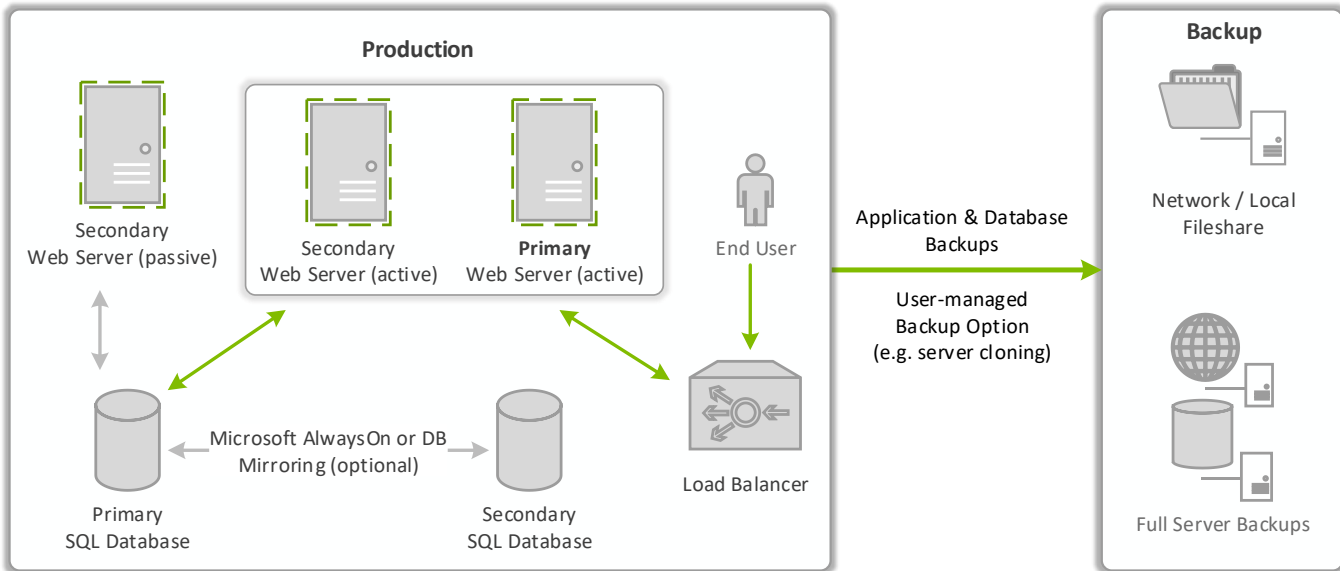 Production
Secondary
Web Server (passive)
Secondary
Web Server (active)
Primary
Web Server (active)
End User
Microsoft AlwaysOn or DB
Mirroring (optional)
Primary
SQL Database
Secondary
SQL Database
Load Balancer
Application & Database
Backups
User-managed
Backup Option
(e.g. server cloning)
Backup
Network / Local
Fileshare
Full Server Backups